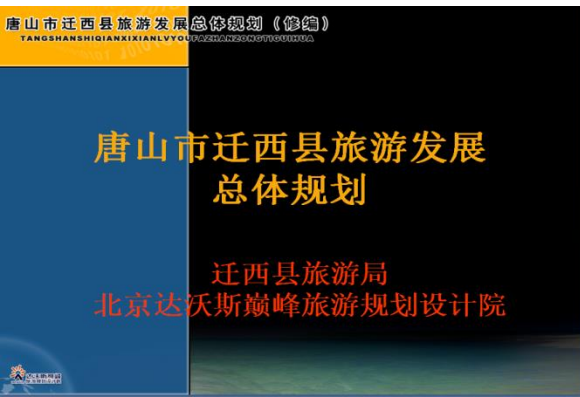 唐山市迁西县旅游发展总体规划（修编）
唐山市迁西县旅游发展
总体规划
迁西县旅游局
北京达沃斯巅峰旅游规划设计院